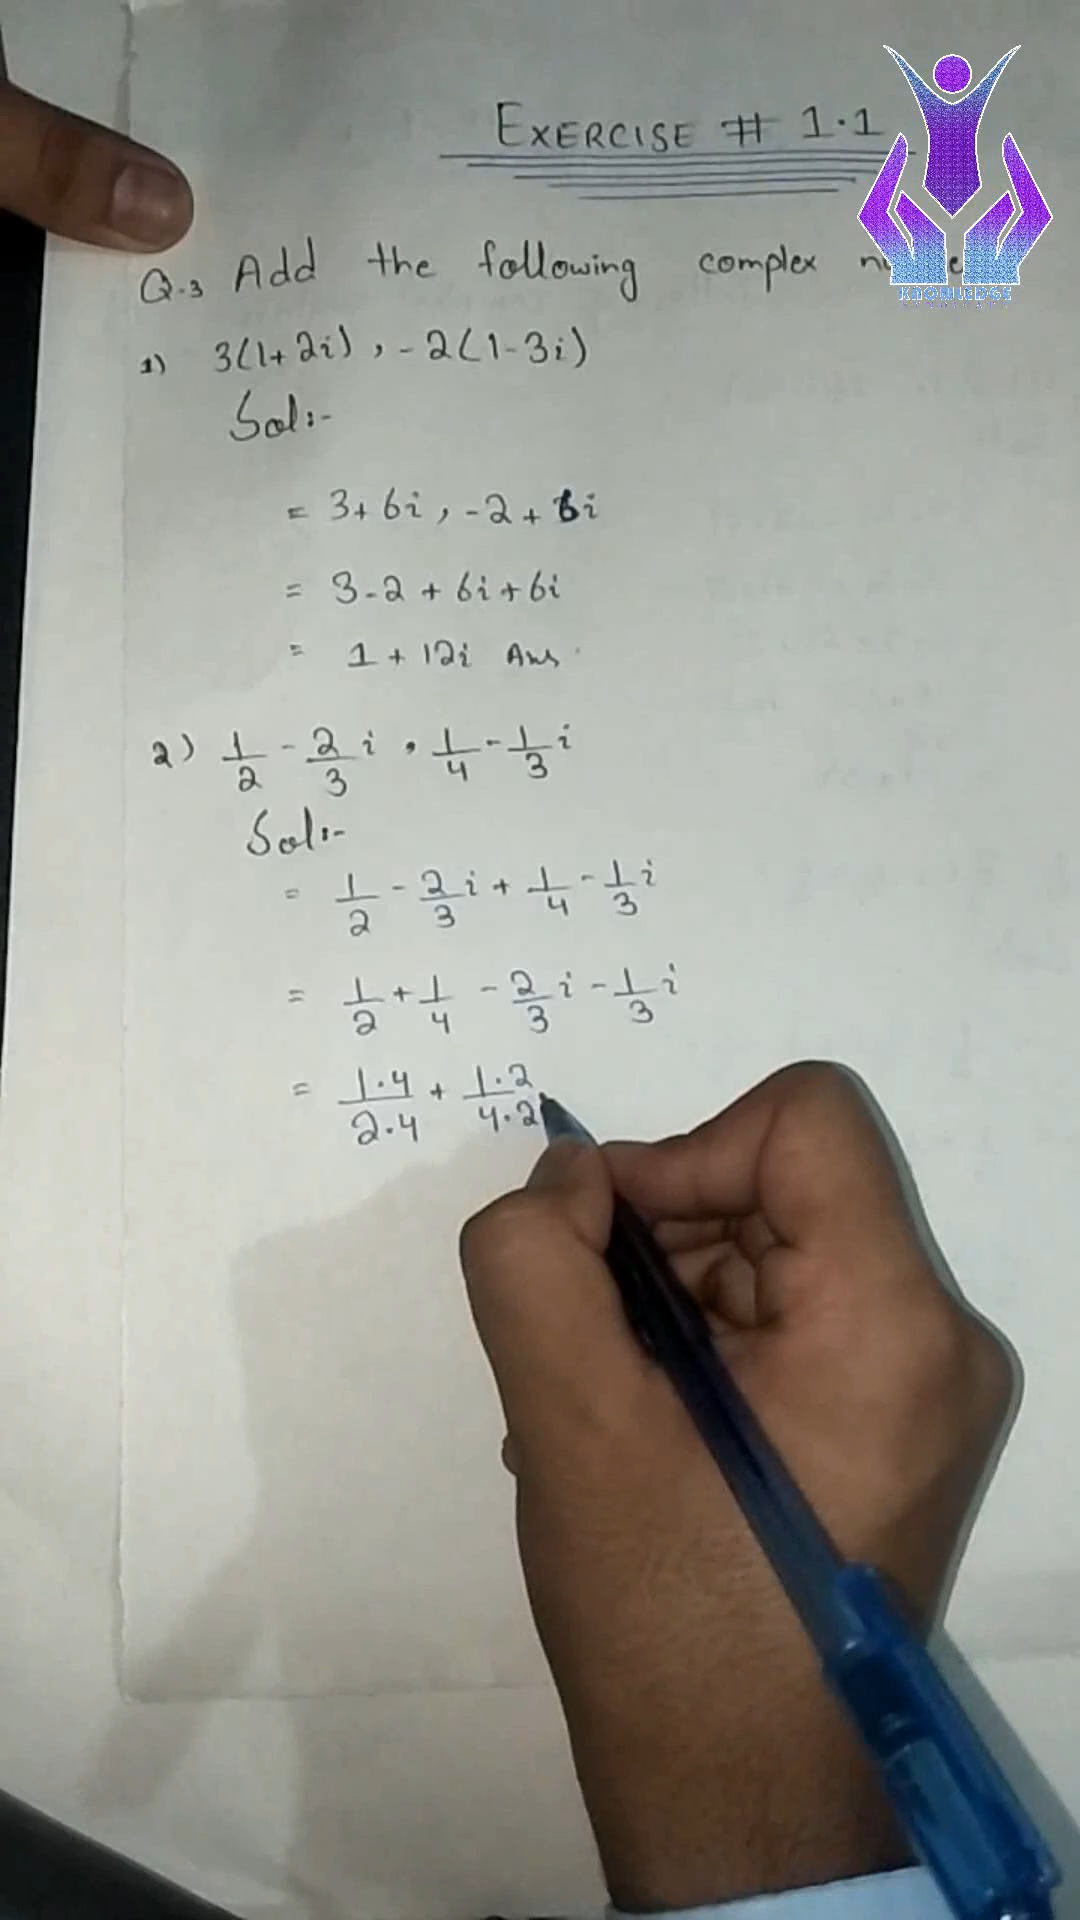 EXERCISE # 1.1
Q.3 Add the following complex
1) 3(1+2i) , -2(1-3i)
Sol:-
= 3+6i , -2+6i
= 3-2+6i+6i
= 1+12i Ans.
2) 1/2 - 2/3 i , 1/4 - 1/3 i
Sol:-
= 1/2 - 2/3 i + 1/4 - 1/3 i
= 1/2 + 1/4 - 2/3 i - 1/3 i
= 1·4/2·4 + 1·2/4·2
KNOWLEDGE